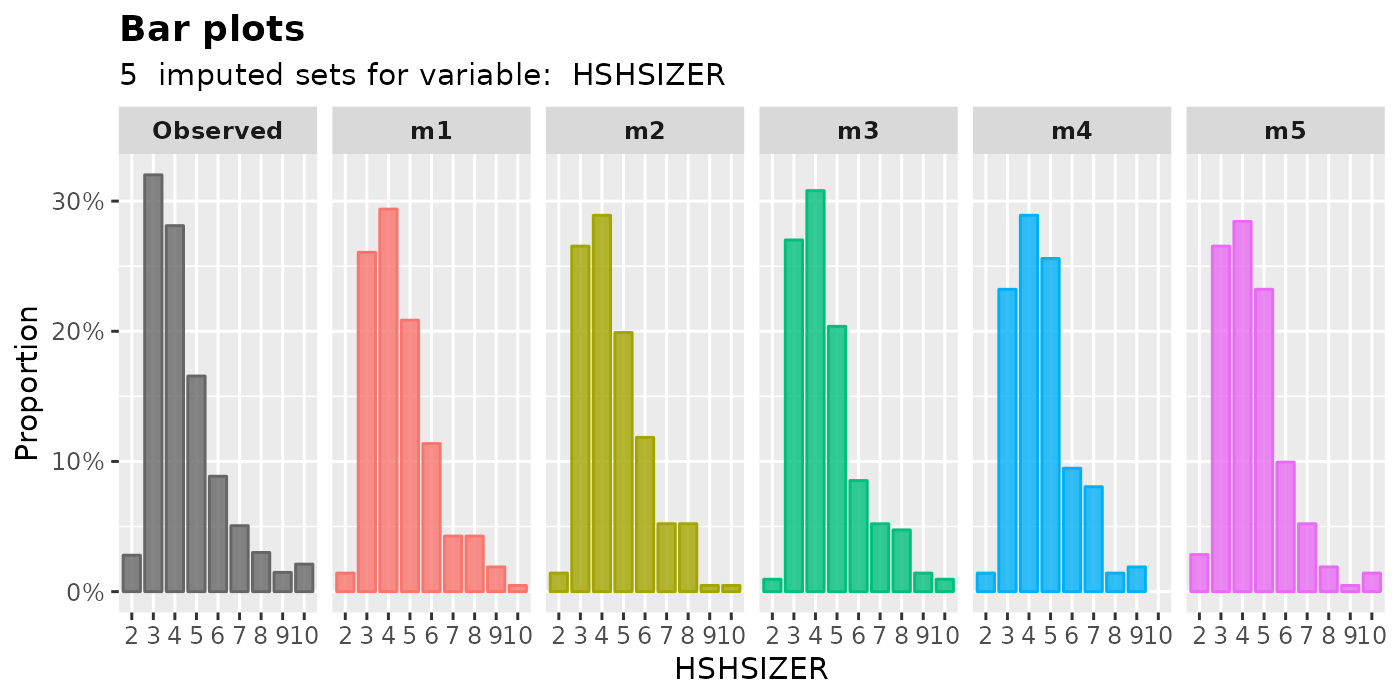 Bar plots
5  imputed sets for variable:  HSHSIZER
Observed m1 m2 m3 m4 m5
Proportion
30%
20%
10%
0%
2 3 4 5 6 7 8 9 10 2 3 4 5 6 7 8 9 10 2 3 4 5 6 7 8 9 10 2 3 4 5 6 7 8 9 10 2 3 4 5 6 7 8 9 10 2 3 4 5 6 7 8 9 10
HSHSIZER